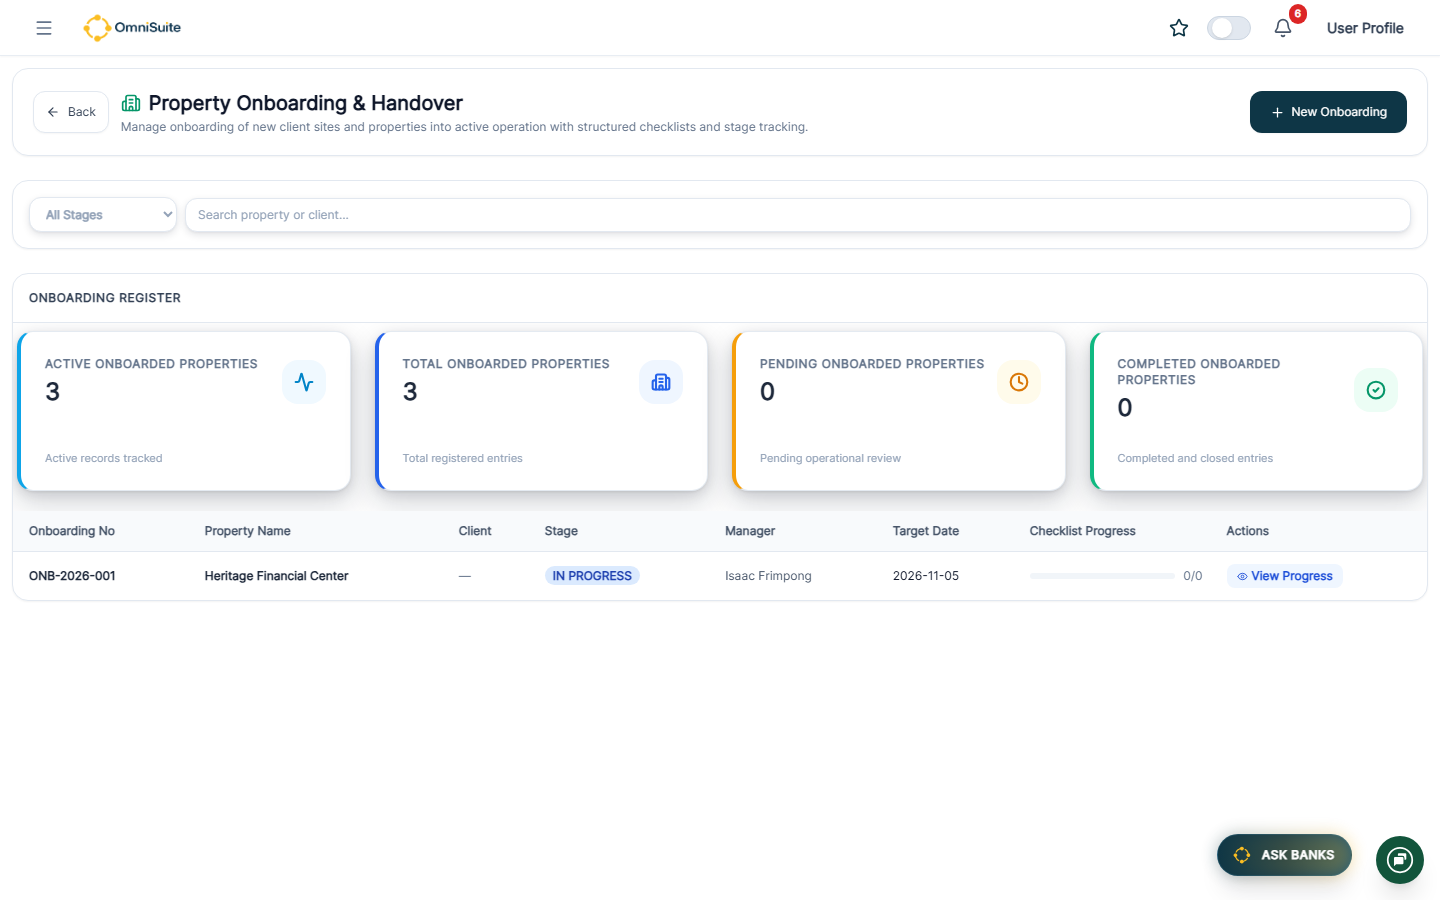 OmniSuite
6
User Profile
Back
Property Onboarding & Handover
Manage onboarding of new client sites and properties into active operation with structured checklists and stage tracking.
New Onboarding
All Stages
Search property or client...
ONBOARDING REGISTER
ACTIVE ONBOARDED PROPERTIES
3
Active records tracked
TOTAL ONBOARDED PROPERTIES
3
Total registered entries
PENDING ONBOARDED PROPERTIES
0
Pending operational review
COMPLETED ONBOARDED
PROPERTIES
0
Completed and closed entries
Onboarding No Property Name Client Stage Manager Target Date Checklist Progress Actions
ONB-2026-001 Heritage Financial Center — IN PROGRESS Isaac Frimpong 2026-11-05 0/0 View Progress
ASK BANKS